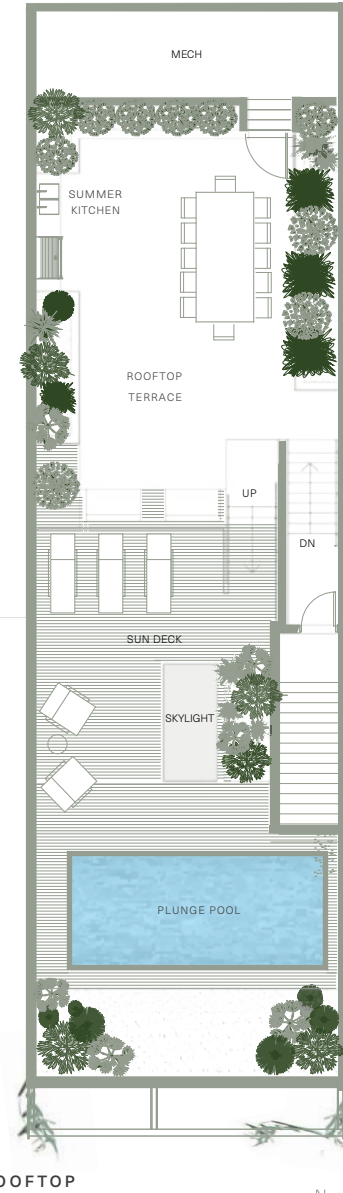 MECH
SUMMER
KITCHEN
ROOFTOP
TERRACE
UP
DN
SUN DECK
SKYLIGHT
PLUNGE POOL
OOFTOP
N